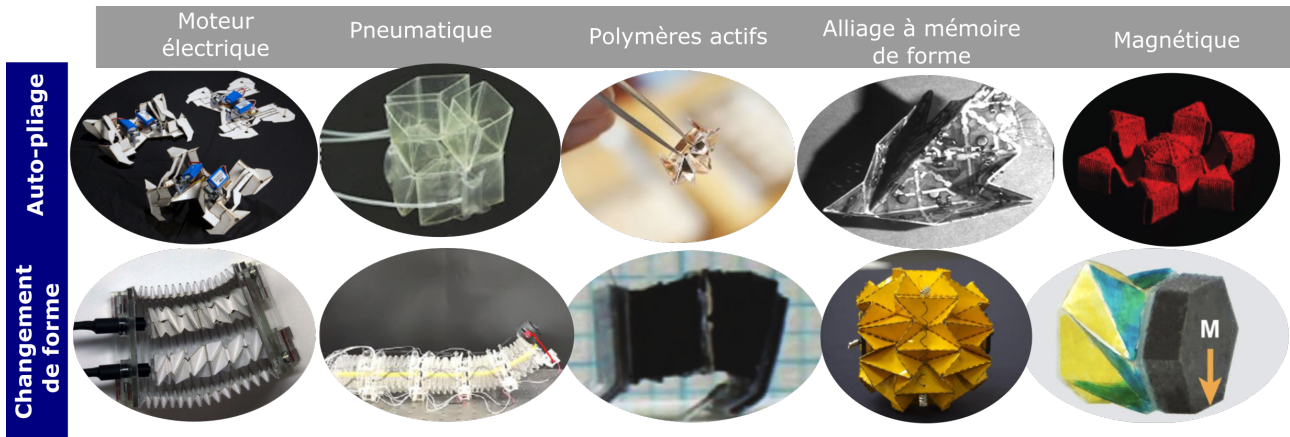 Moteur
électrique
Pneumatique
Polymères actifs
Alliage à mémoire
de forme
Magnétique
Auto-pliage
Changement
de forme
M